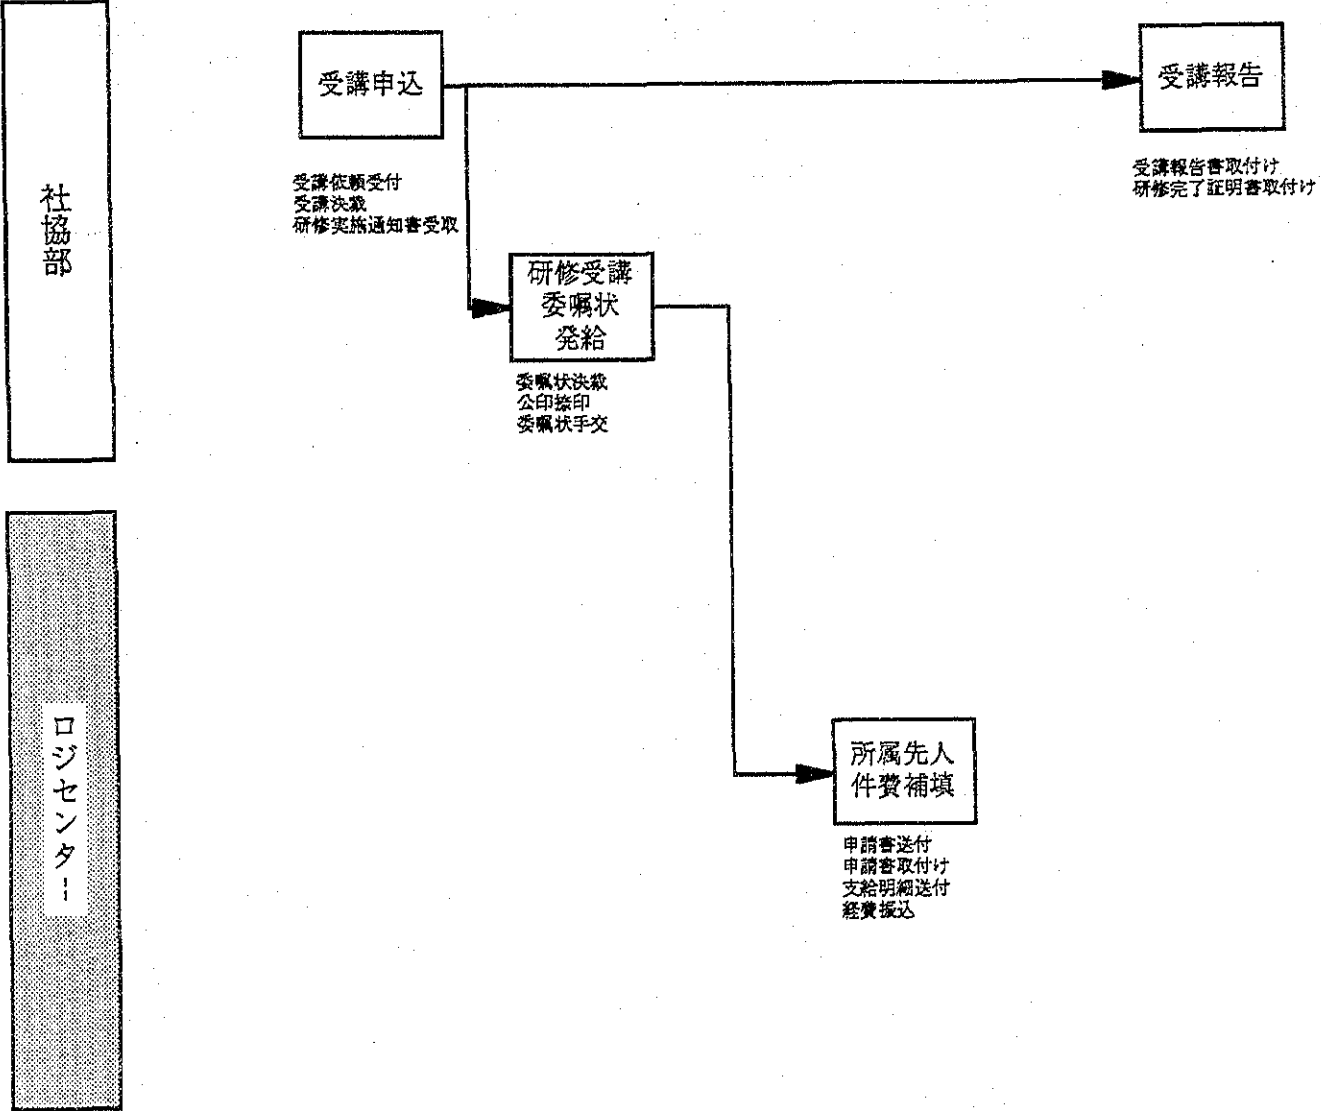 社協部
受講申込
受講依頼受付
受講決裁
研修実施通知書受取
受講報告
受講報告書取付け
研修完了証明書取付け
研修受講
委嘱状
発給
委嘱状決裁
公印捺印
委嘱状手交
ロジセンター
所属先人
件費補填
申請書送付
申請書取付け
支給明細送付
経費振込